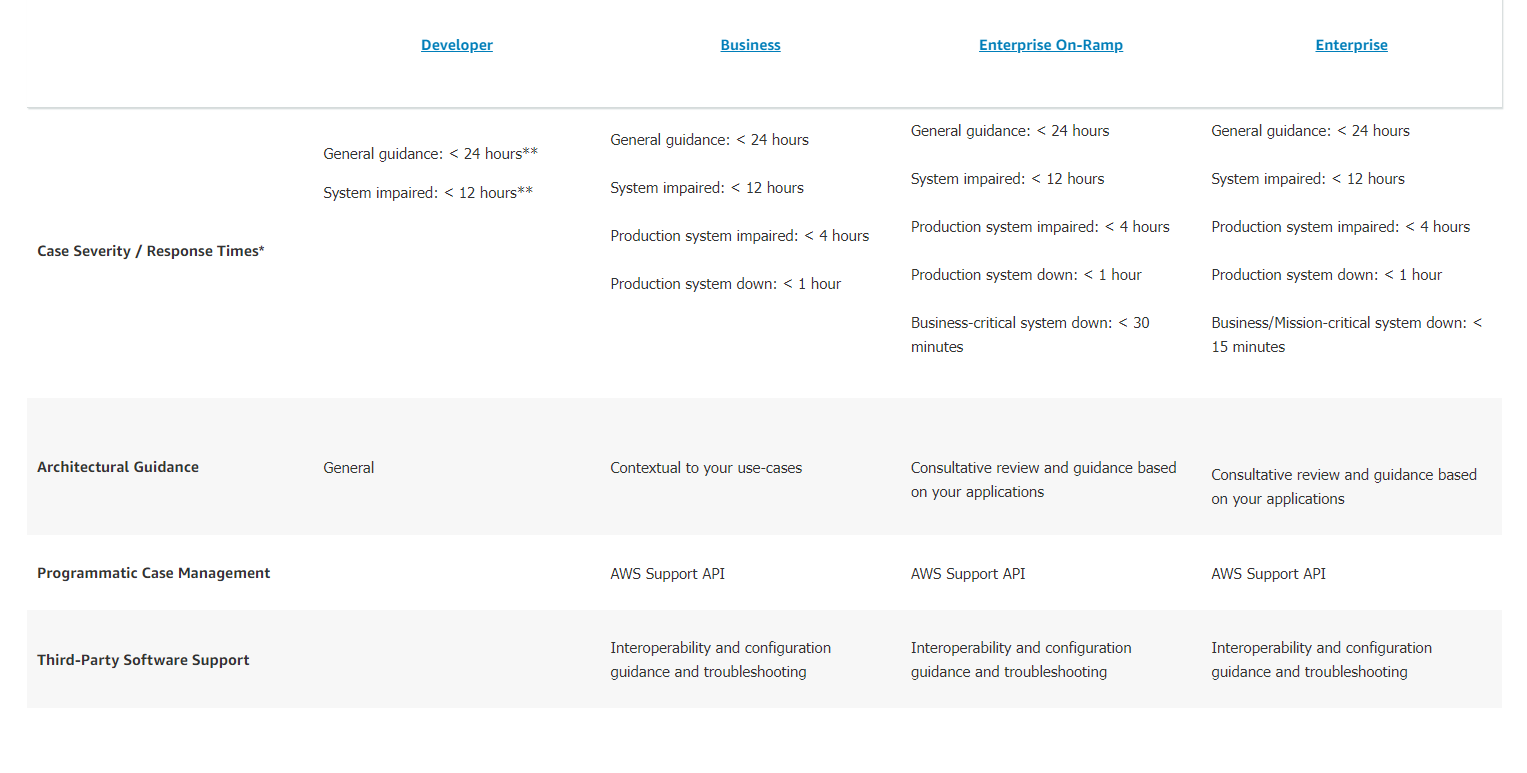 Developer
Business
Enterprise On-Ramp
Enterprise
Case Severity / Response Times*
General guidance: < 24 hours**
System impaired: < 12 hours**
General guidance: < 24 hours
System impaired: < 12 hours
Production system impaired: < 4 hours
Production system down: < 1 hour
General guidance: < 24 hours
System impaired: < 12 hours
Production system impaired: < 4 hours
Production system down: < 1 hour
Business-critical system down: < 30
minutes
General guidance: < 24 hours
System impaired: < 12 hours
Production system impaired: < 4 hours
Production system down: < 1 hour
Business/Mission-critical system down: <
15 minutes
Architectural Guidance
General
Contextual to your use-cases
Consultative review and guidance based
on your applications
Consultative review and guidance based
on your applications
Programmatic Case Management
AWS Support API
AWS Support API
AWS Support API
Third-Party Software Support
Interoperability and configuration
guidance and troubleshooting
Interoperability and configuration
guidance and troubleshooting
Interoperability and configuration
guidance and troubleshooting